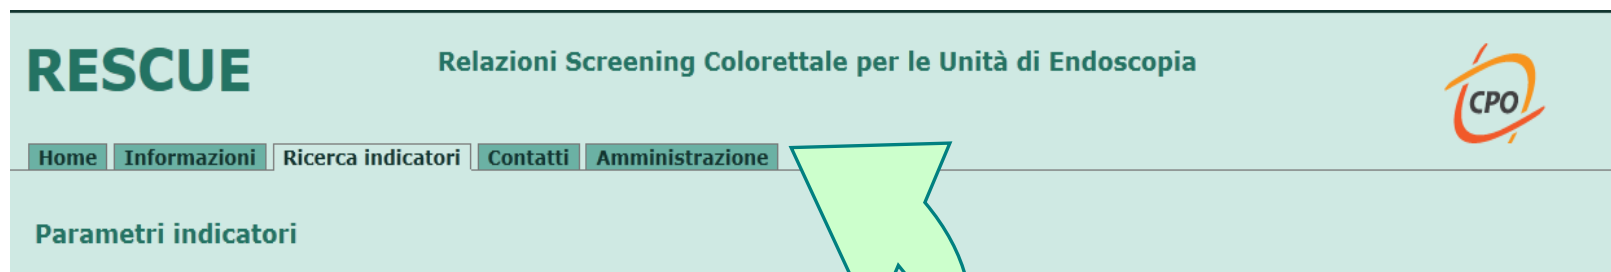 RESCUE
Relazioni Screening Colorettale per le Unità di Endoscopia
CPO
Home Informazioni Ricerca indicatori Contatti Amministrazione
Parametri indicatori